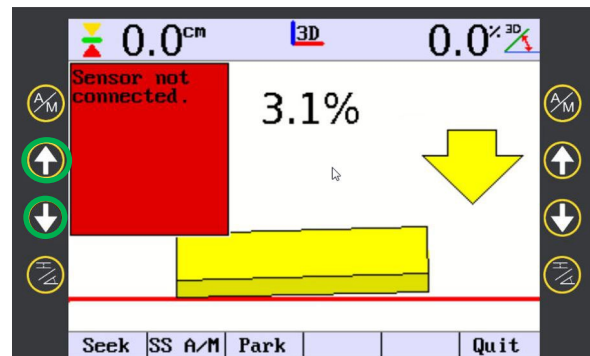 0.0cm 3D 0.0% 3D
Sensor not
connected.
3.1%
A/M A/M
Seek SS A/M Park Quit